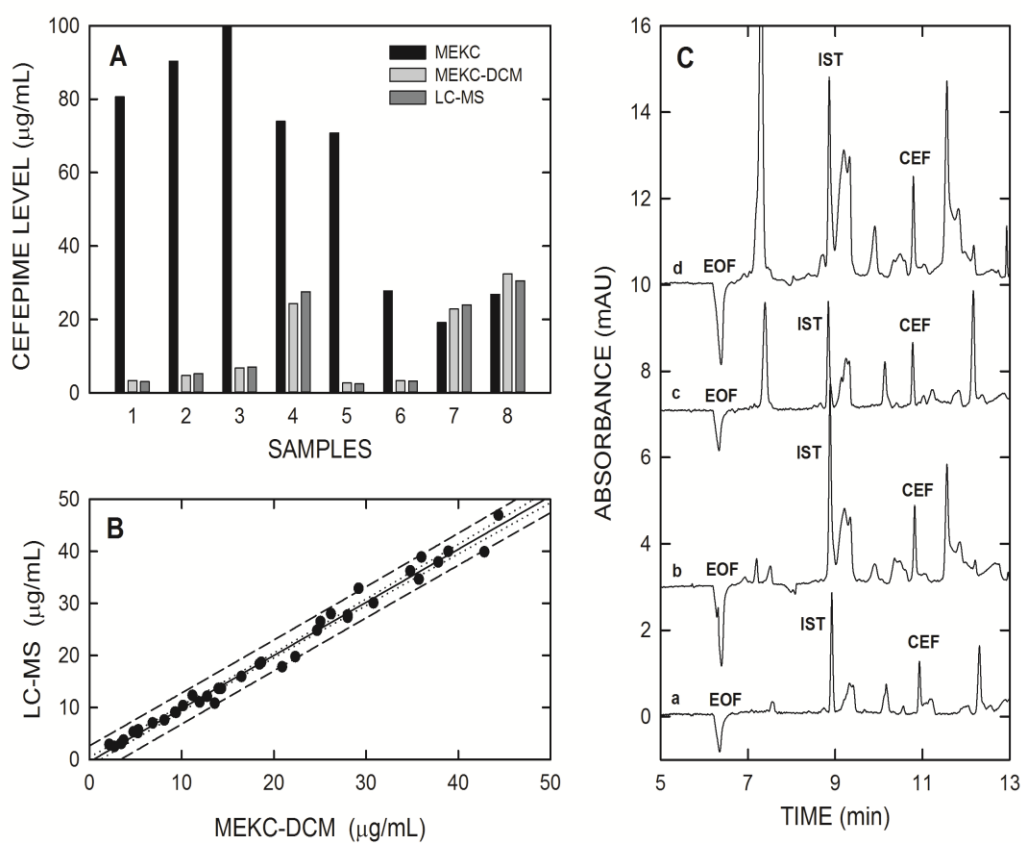 A
MEKC
MEKC-DCM
LC-MS
CEFEPIME LEVEL (µg/mL)
100
80
60
40
20
0
1 2 3 4 5 6 7 8
SAMPLES
B
LC-MS (µg/mL)
50
40
30
20
10
0
0 10 20 30 40 50
MEKC-DCM (µg/mL)
C
ABSORBANCE (mAU)
16
14
12
10
8
6
4
2
0
IST
CEF
d EOF
IST
CEF
c EOF
IST
CEF
b EOF
IST
CEF
a EOF
5 7 9 11 13
TIME (min)